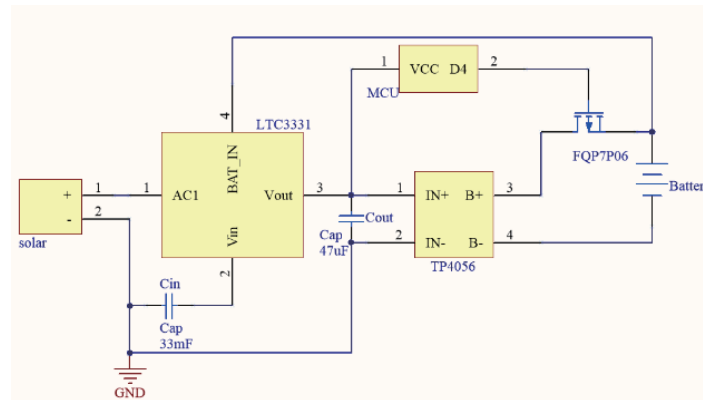 1 VCC D4 2
MCU
4
LTC3331
BAT_IN
FQP7P06
+ 1 1 AC1 Vout 3 1 IN+ B+ 3
- 2
solar
Batter
Cout
Cap
47uF
2 IN- B- 4
TP4056
Vin
2
Cin
Cap
33mF
GND